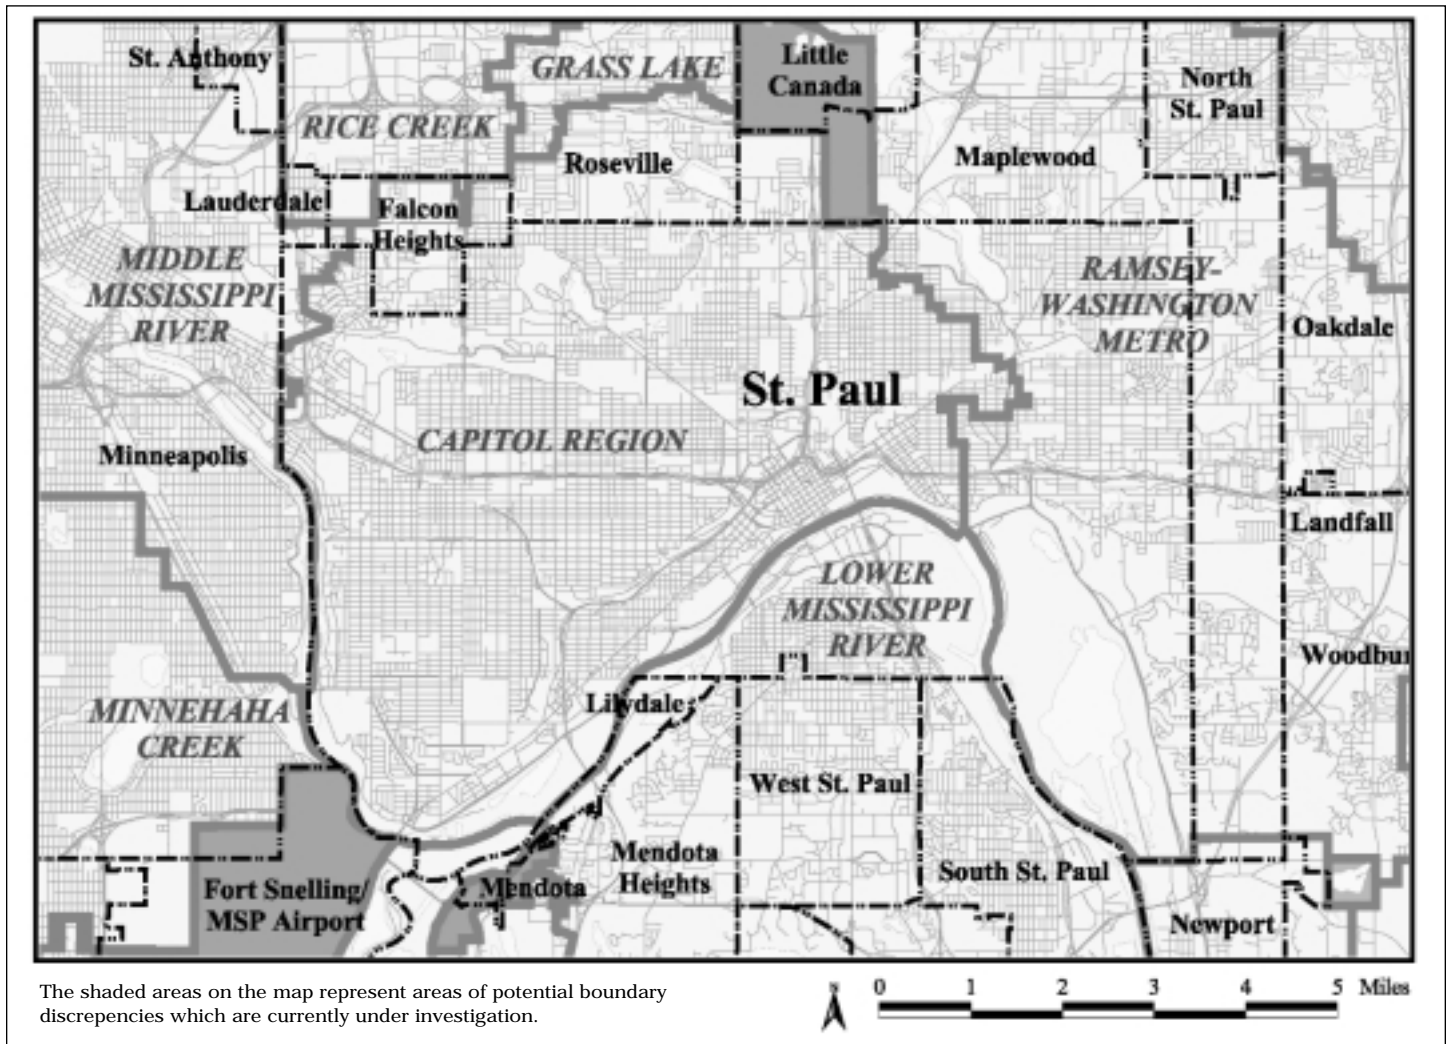 St. Anthony
GRASS LAKE
Little
Canada
North
St. Paul
RICE CREEK
Roseville
Maplewood
Lauderdale
Falcon
Heights
MIDDLE
MISSISSIPPI
RIVER
RAMSEY-
WASHINGTON
METRO
Oakdale
St. Paul
CAPITOL REGION
Minneapolis
Landfall
LOWER
MISSISSIPPI
RIVER
Woodbu
Lilydale
MINNEHAHA
CREEK
West St. Paul
Mendota
Heights
South St. Paul
Fort Snelling/
MSP Airport
Mendota
Newport
The shaded areas on the map represent areas of potential boundary
discrepencies which are currently under investigation.
N
0 1 2 3 4 5 Miles